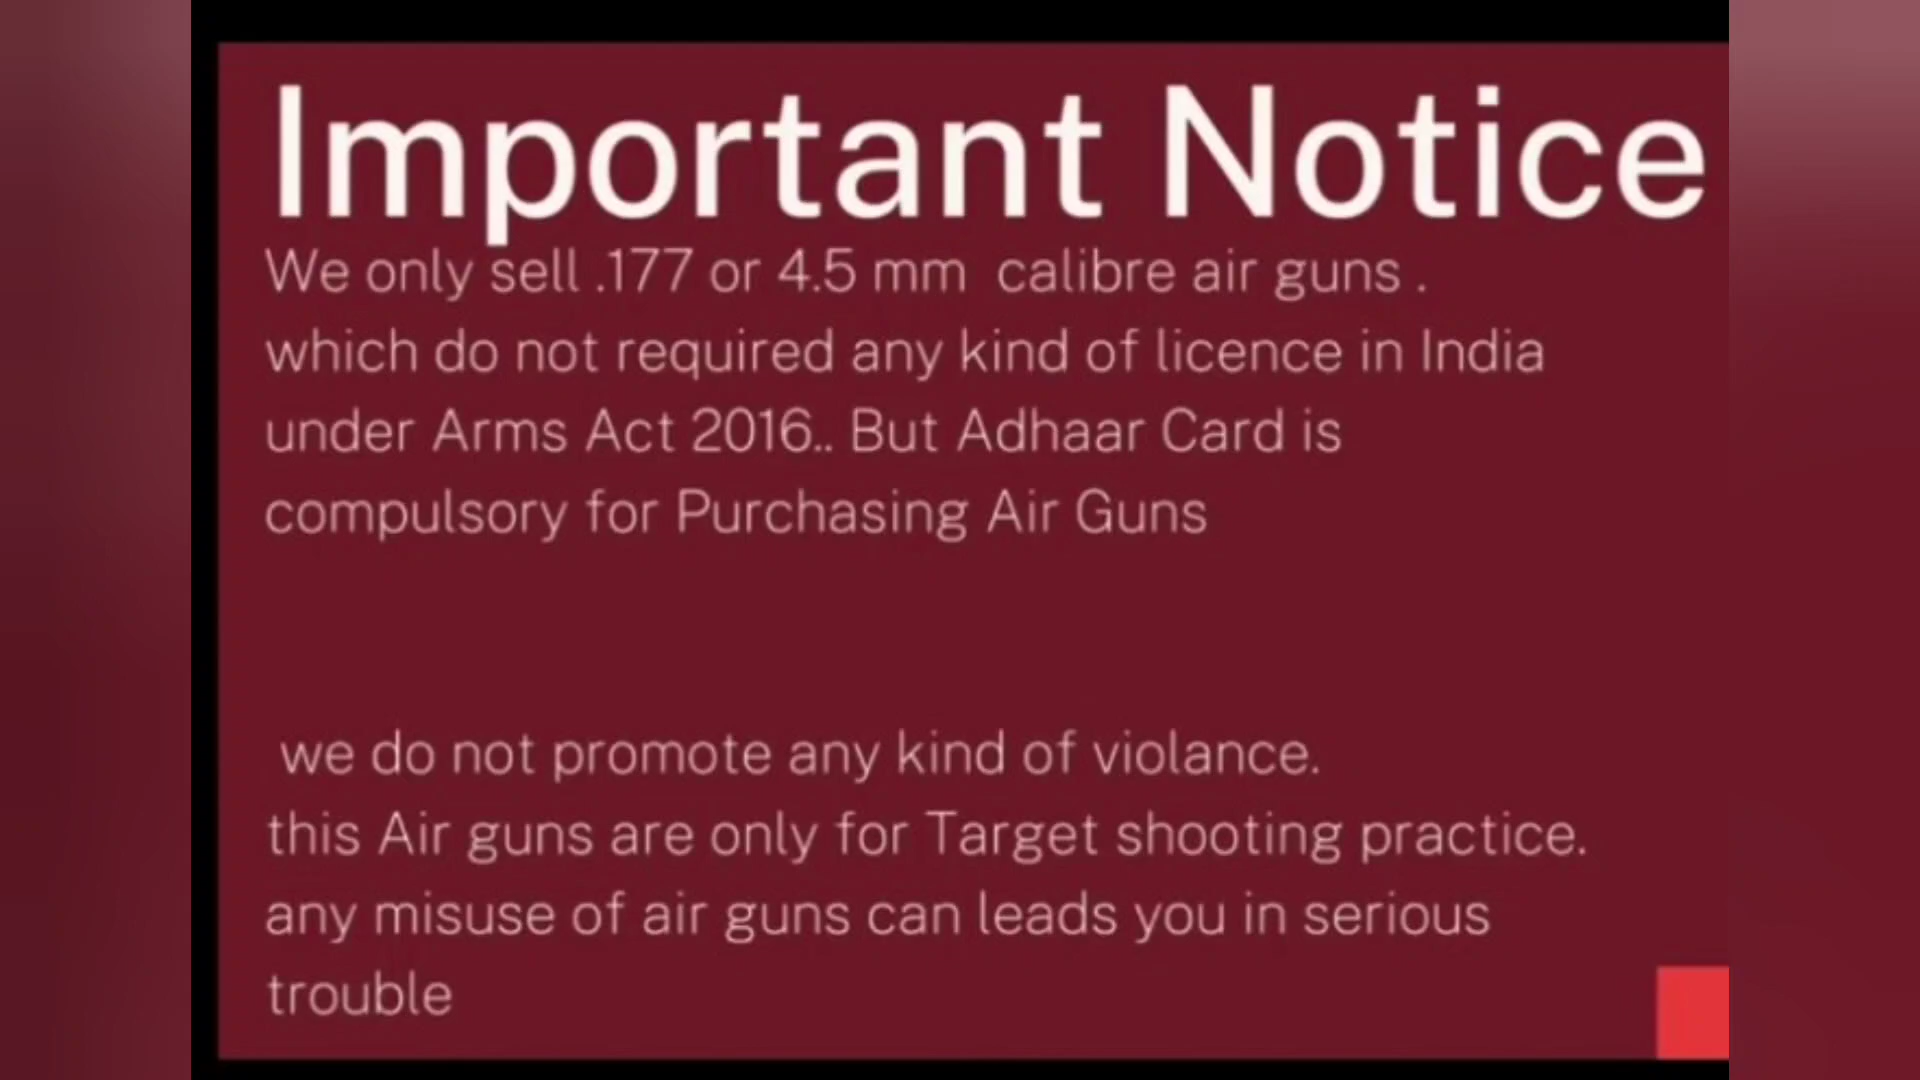 Important Notice
We only sell .177 or 4.5 mm calibre air guns .
which do not required any kind of licence in India
under Arms Act 2016.. But Adhaar Card is
compulsory for Purchasing Air Guns
we do not promote any kind of violance.
this Air guns are only for Target shooting practice.
any misuse of air guns can leads you in serious
trouble